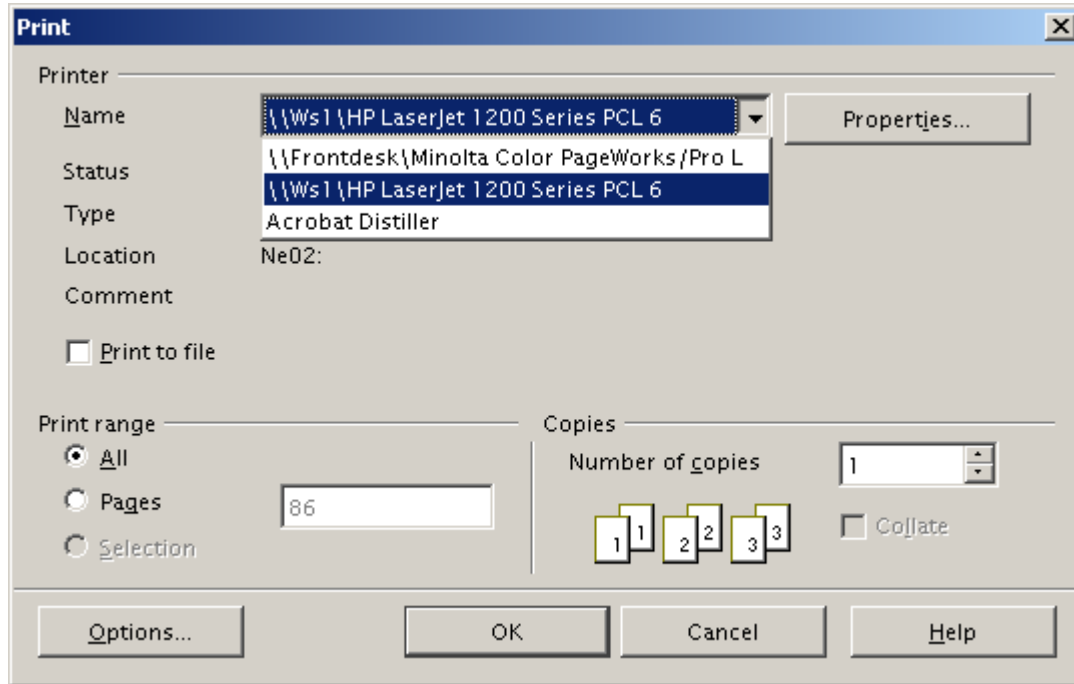 Print
Printer
Name \\Ws1\HP LaserJet 1200 Series PCL 6 Properties...
\\Frontdesk\Minolta Color PageWorks/Pro L
Status
\\Ws1\HP LaserJet 1200 Series PCL 6
Type
Acrobat Distiller
Location Ne02:
Comment
Print to file
Print range
All
Pages 86
Selection
Copies
Number of copies 1
1 1 2 2 3 3
Collate
Options... OK Cancel Help